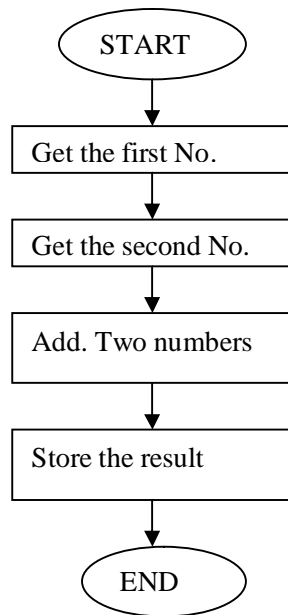 START
Get the first No.
Get the second No.
Add. Two numbers
Store the result
END